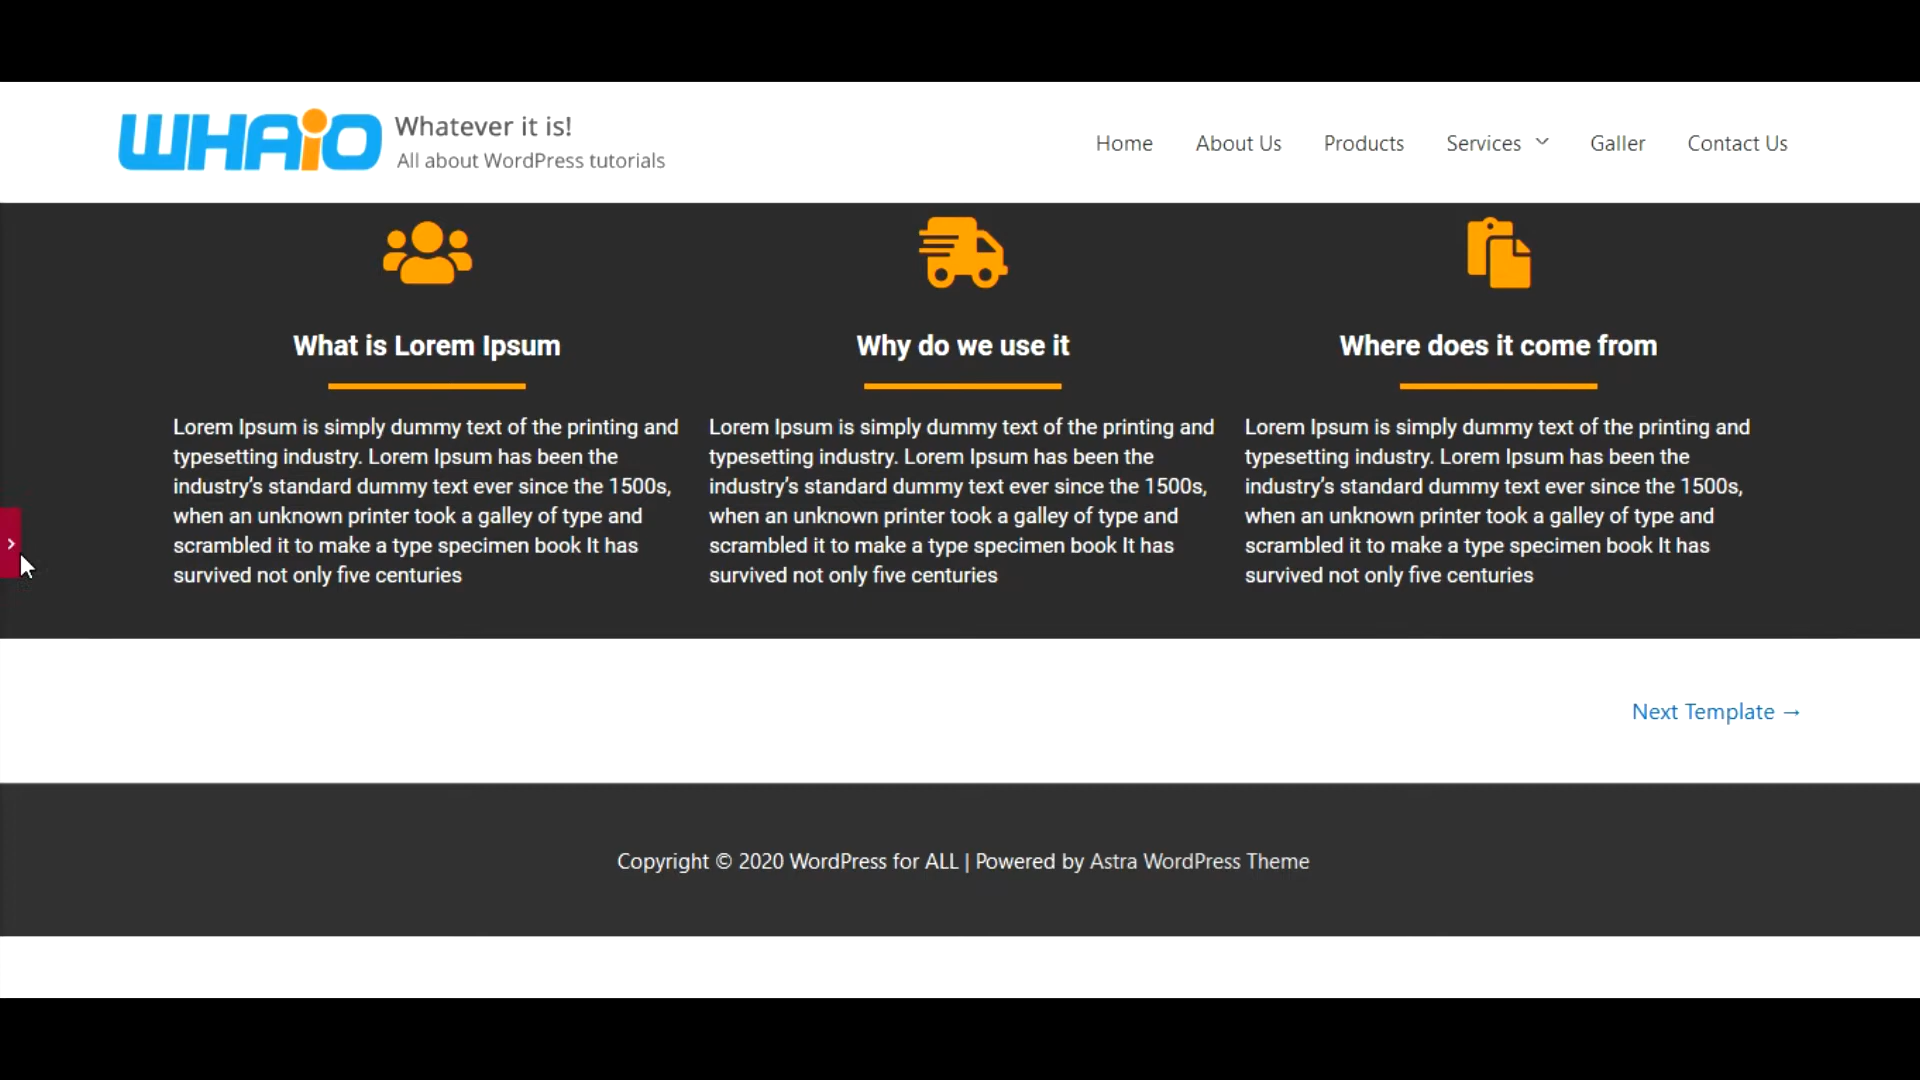 WHAiO
Whatever it is!
All about WordPress tutorials
Home About Us Products Services Galler Contact Us
What is Lorem Ipsum
Lorem Ipsum is simply dummy text of the printing and
typesetting industry. Lorem Ipsum has been the
industry's standard dummy text ever since the 1500s,
when an unknown printer took a galley of type and
scrambled it to make a type specimen book It has
survived not only five centuries
Why do we use it
Lorem Ipsum is simply dummy text of the printing and
typesetting industry. Lorem Ipsum has been the
industry's standard dummy text ever since the 1500s,
when an unknown printer took a galley of type and
scrambled it to make a type specimen book It has
survived not only five centuries
Where does it come from
Lorem Ipsum is simply dummy text of the printing and
typesetting industry. Lorem Ipsum has been the
industry's standard dummy text ever since the 1500s,
when an unknown printer took a galley of type and
scrambled it to make a type specimen book It has
survived not only five centuries
Next Template →
Copyright © 2020 WordPress for ALL | Powered by Astra WordPress Theme